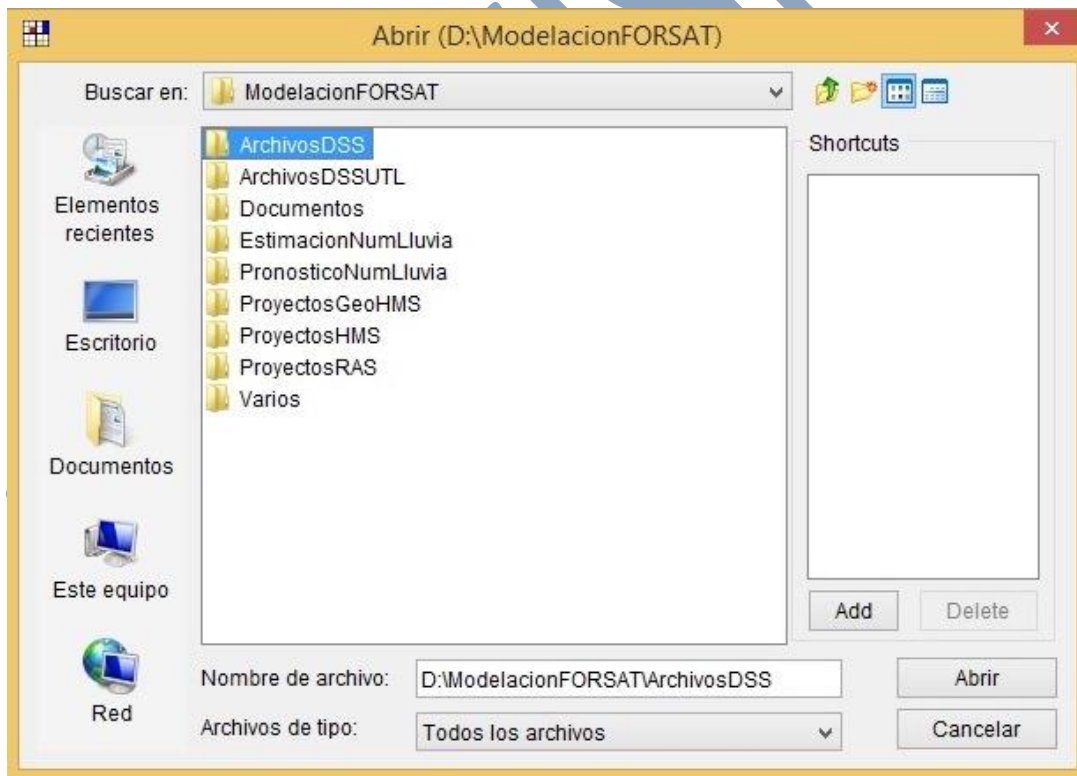 Abrir (D:\ModelacionFORSAT)
Buscar en:
ModelacionFORSAT
Elementos recientes
Escritorio
Documentos
Este equipo
Red
ArchivosDSS
ArchivosDSSUTL
Documentos
EstimacionNumLluvia
PronosticoNumLluvia
ProyectosGeoHMS
ProyectosHMS
ProyectosRAS
Varios
Shortcuts
Add
Delete
Nombre de archivo:
D:\ModelacionFORSAT\ArchivosDSS
Abrir
Archivos de tipo:
Todos los archivo
Cancelar